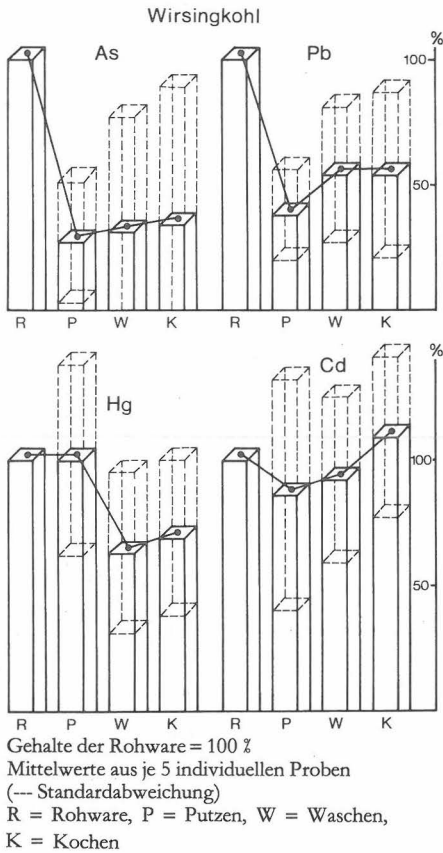 Wirsingkohl
As Pb %
100
50
R P W K R P W K
Hg Cd %
100
50
R P W K R P W K
Gehalte der Rohware = 100 %
Mittelwerte aus je 5 individuellen Proben
(--- Standardabweichung)
R = Rohware, P = Putzen, W = Waschen,
K = Kochen